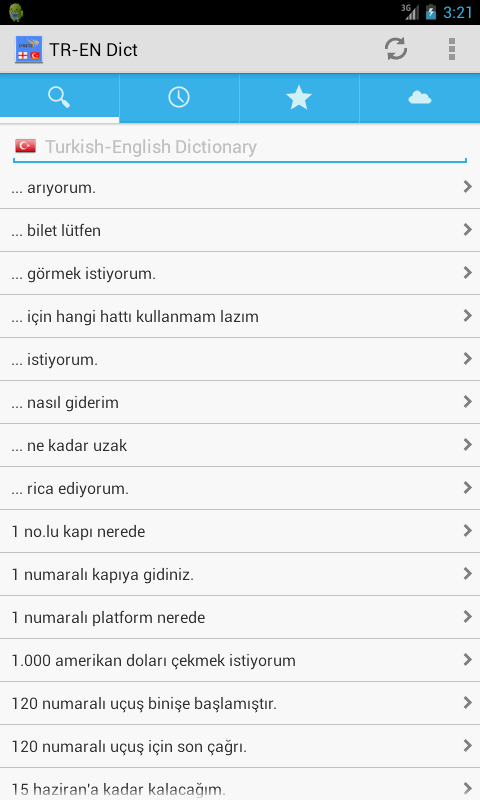 3G 3:21
TR-EN Dict
Turkish-English Dictionary
... arıyorum.
... bilet lütfen
... görmek istiyorum.
... için hangi hattı kullanmam lazım
... istiyorum.
... nasıl giderim
... ne kadar uzak
... rica ediyorum.
1 no.lu kapı nerede
1 numaralı kapıya gidiniz.
1 numaralı platform nerede
1.000 amerikan doları çekmek istiyorum
120 numaralı uçuş binişe başlamıştır.
120 numaralı uçuş için son çağrı.
15 haziran'a kadar kalacağım.